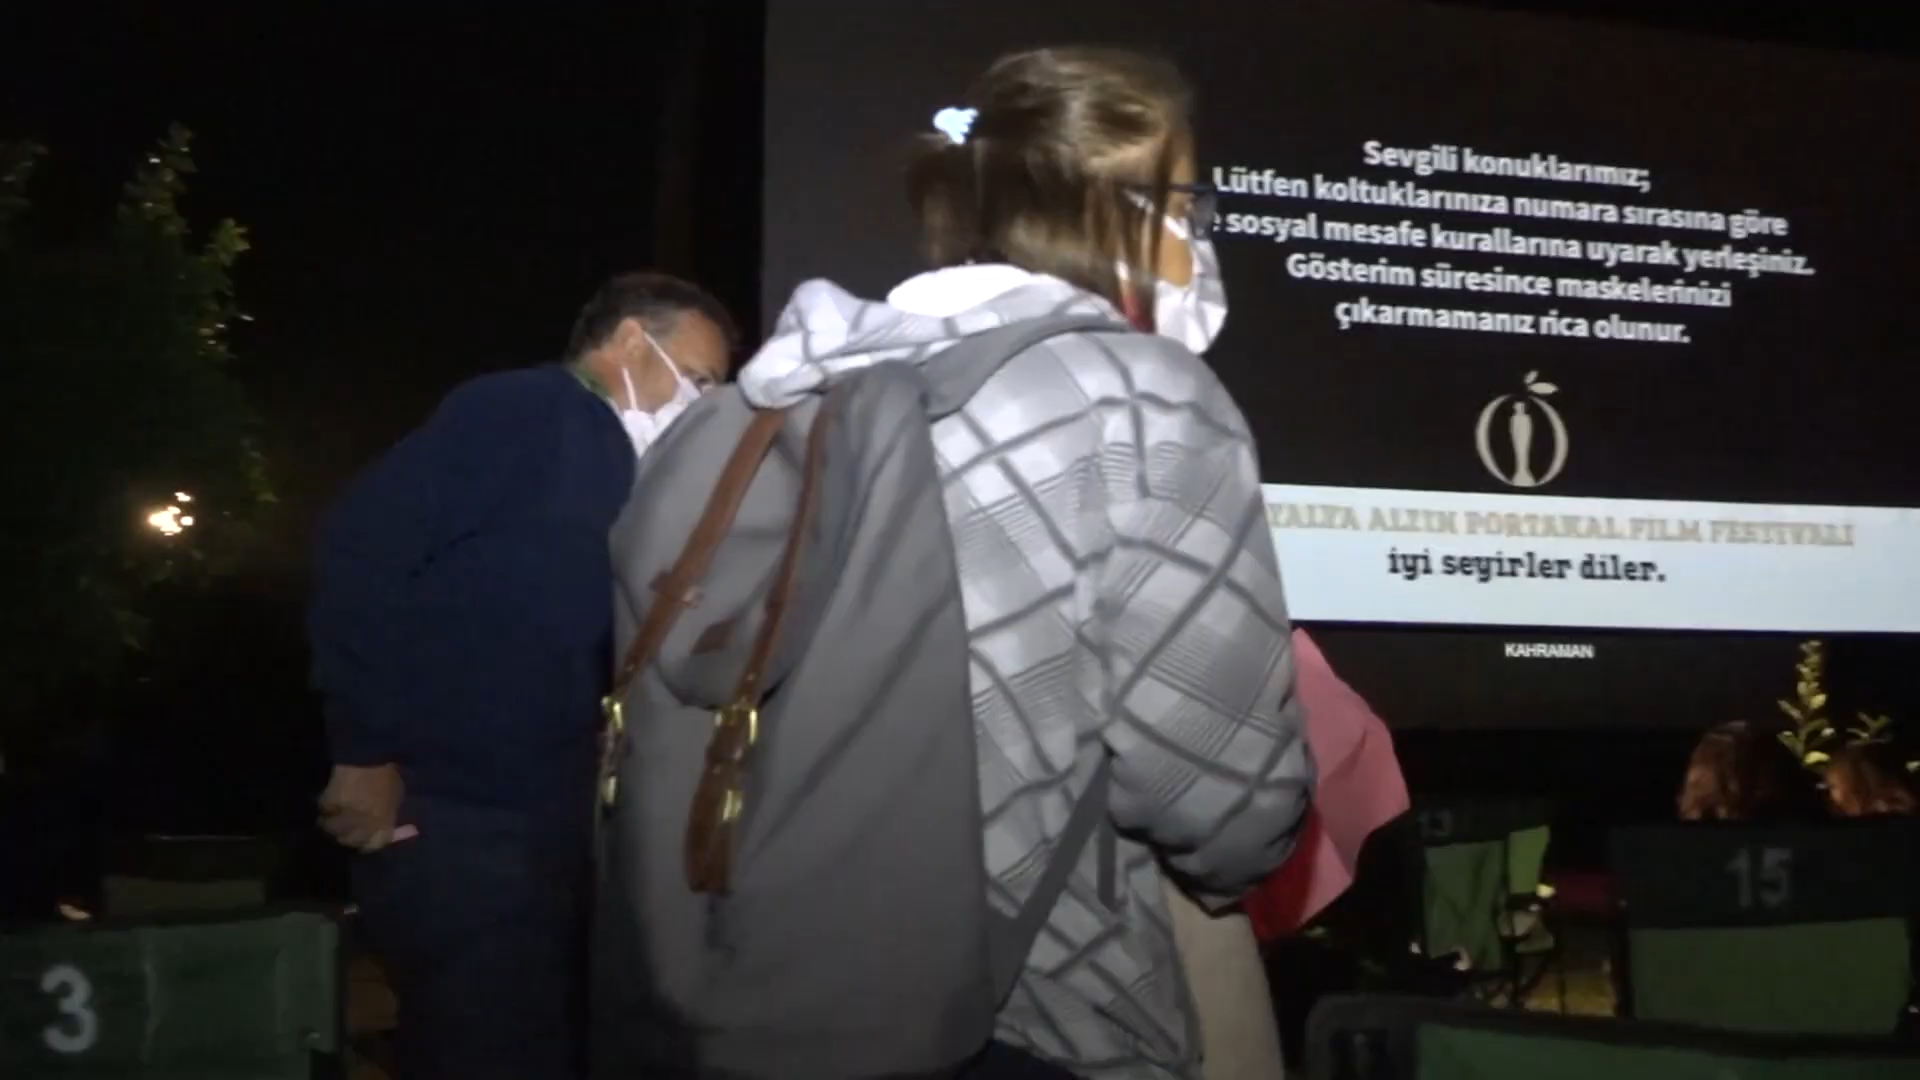 Sevgili konuklarımız;
Lütfen koltuklarınıza numara sırasına göre
sosyal mesafe kurallarına uyarak yerleşiniz.
Gösterim süresince maskelerinizi
çıkarmamanız rica olunur.
ALTIN PORTAKAL FİLM FESTİVALİ
iyi seyirler diler.
KAHRAMAN
13
15
3